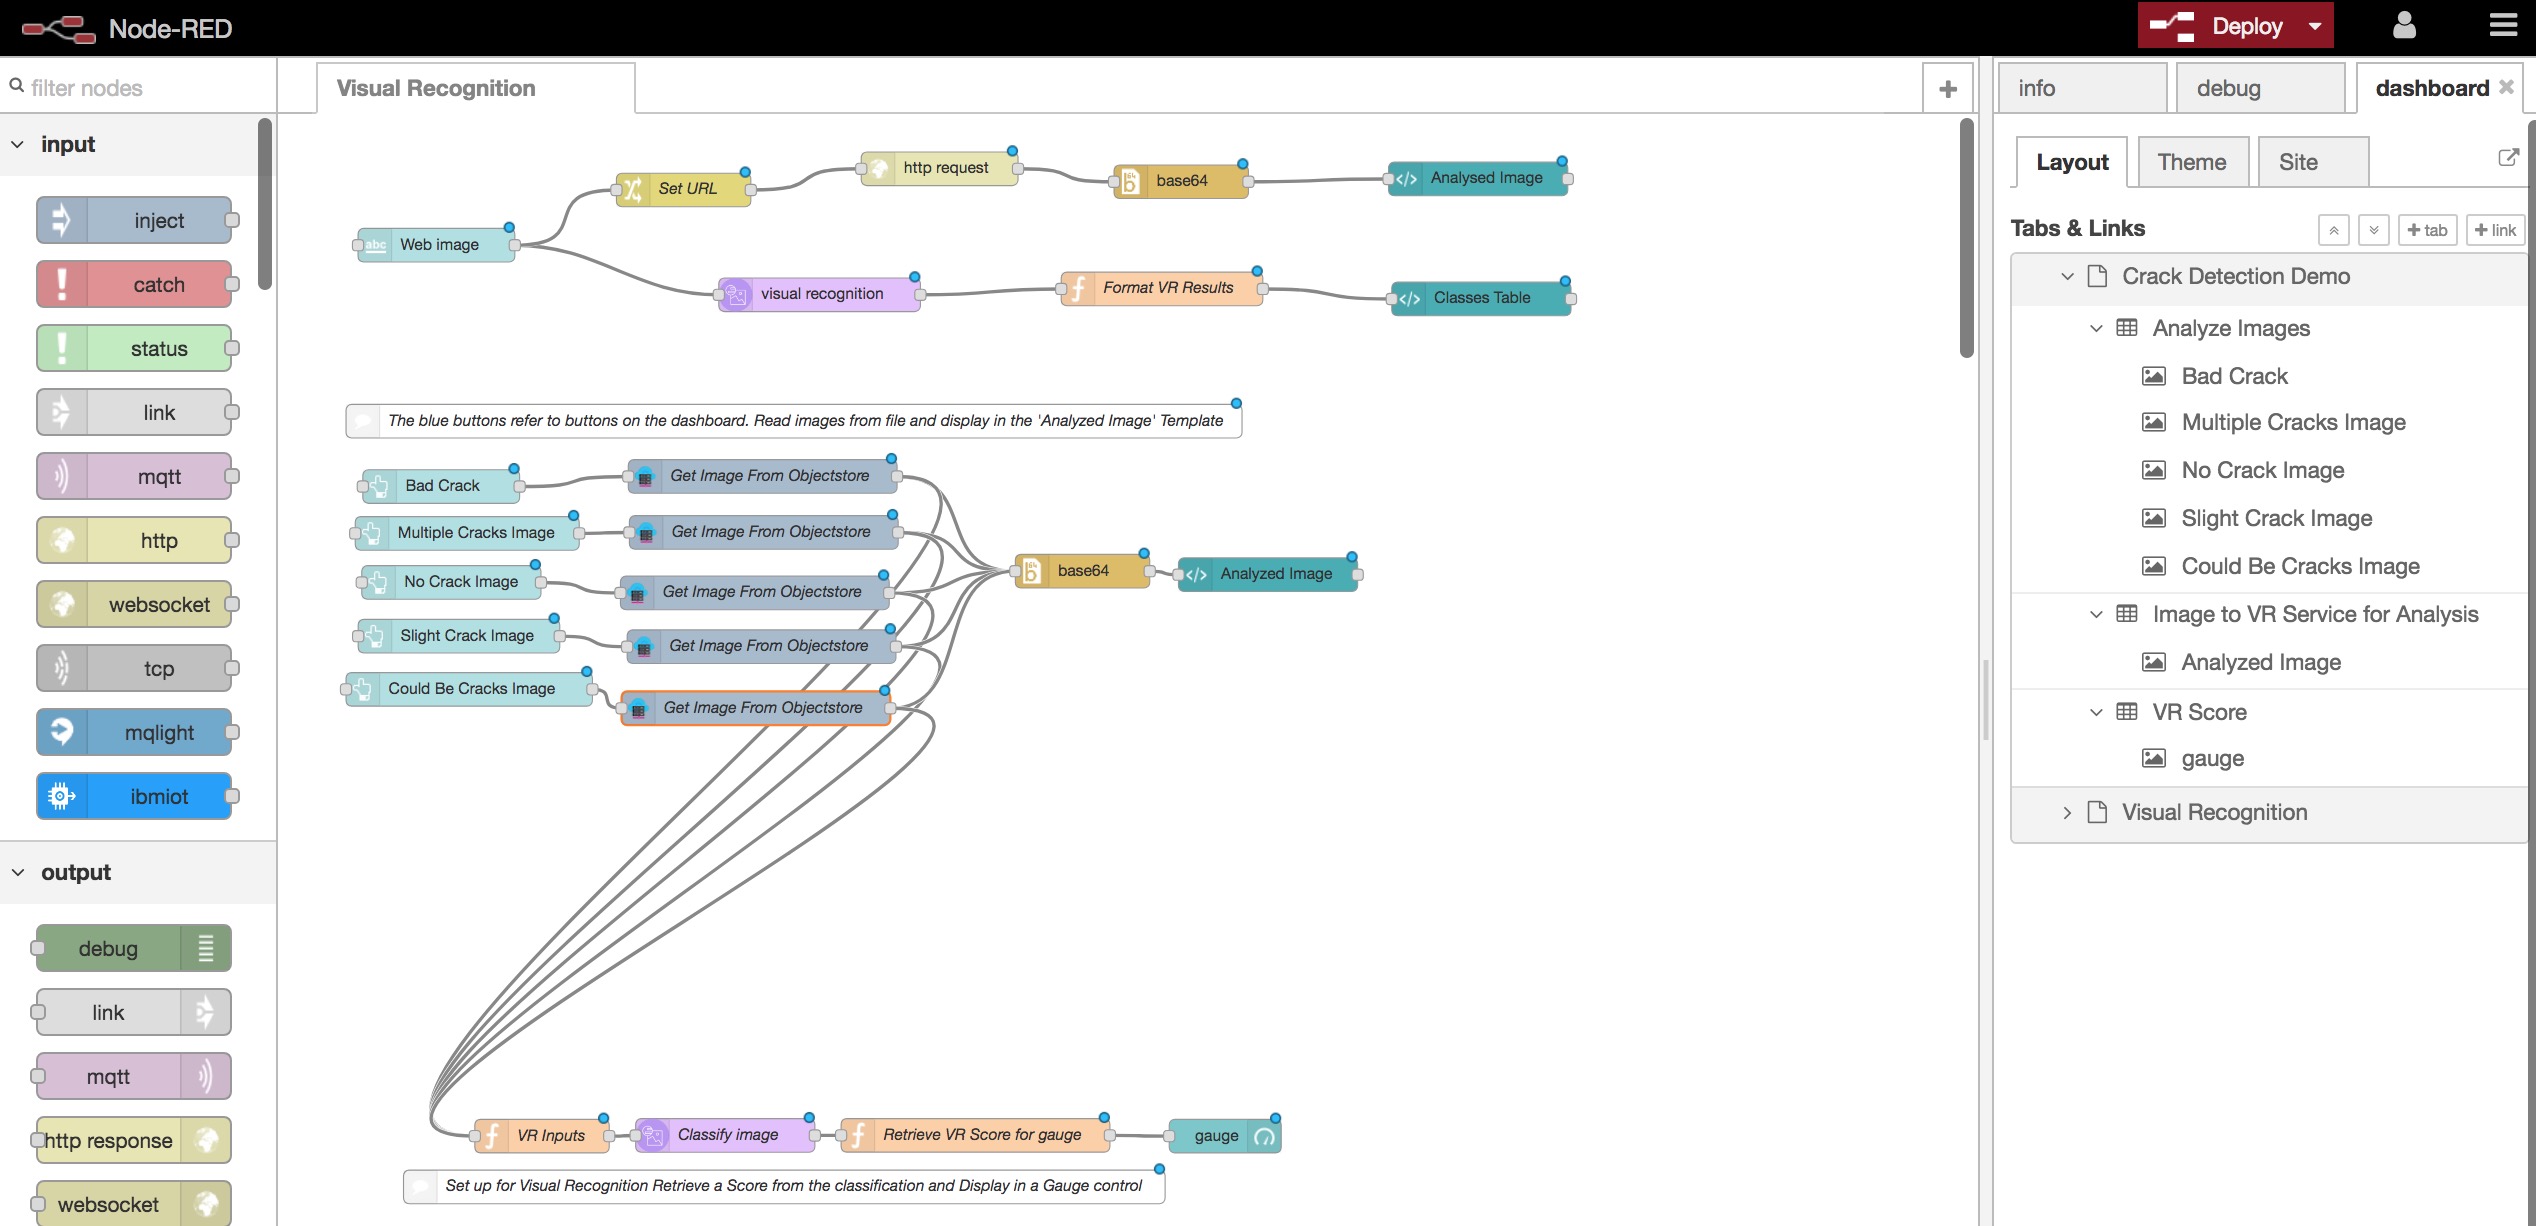 Node-RED
Deploy
filter nodes
Visual Recognition
info
debug
dashboard
input
inject
catch
status
link
mqtt
http
websocket
tcp
mqlight
ibmiot
output
debug
link
mqtt
http response
websocket
Set URL
http request
base64
Analysed Image
abc
Web image
visual recognition
Format VR Results
Classes Table
The blue buttons refer to buttons on the dashboard. Read images from file and display in the 'Analyzed Image' Template
Bad Crack
Get Image From Objectstore
Multiple Cracks Image
Get Image From Objectstore
No Crack Image
Get Image From Objectstore
base64
Analyzed Image
Slight Crack Image
Get Image From Objectstore
Could Be Cracks Image
Get Image From Objectstore
VR Inputs
Classify image
Retrieve VR Score for gauge
gauge
Set up for Visual Recognition Retrieve a Score from the classification and Display in a Gauge control
Layout
Theme
Site
Tabs & Links
+ tab
+ link
Crack Detection Demo
Analyze Images
Bad Crack
Multiple Cracks Image
No Crack Image
Slight Crack Image
Could Be Cracks Image
Image to VR Service for Analysis
Analyzed Image
VR Score
gauge
Visual Recognition